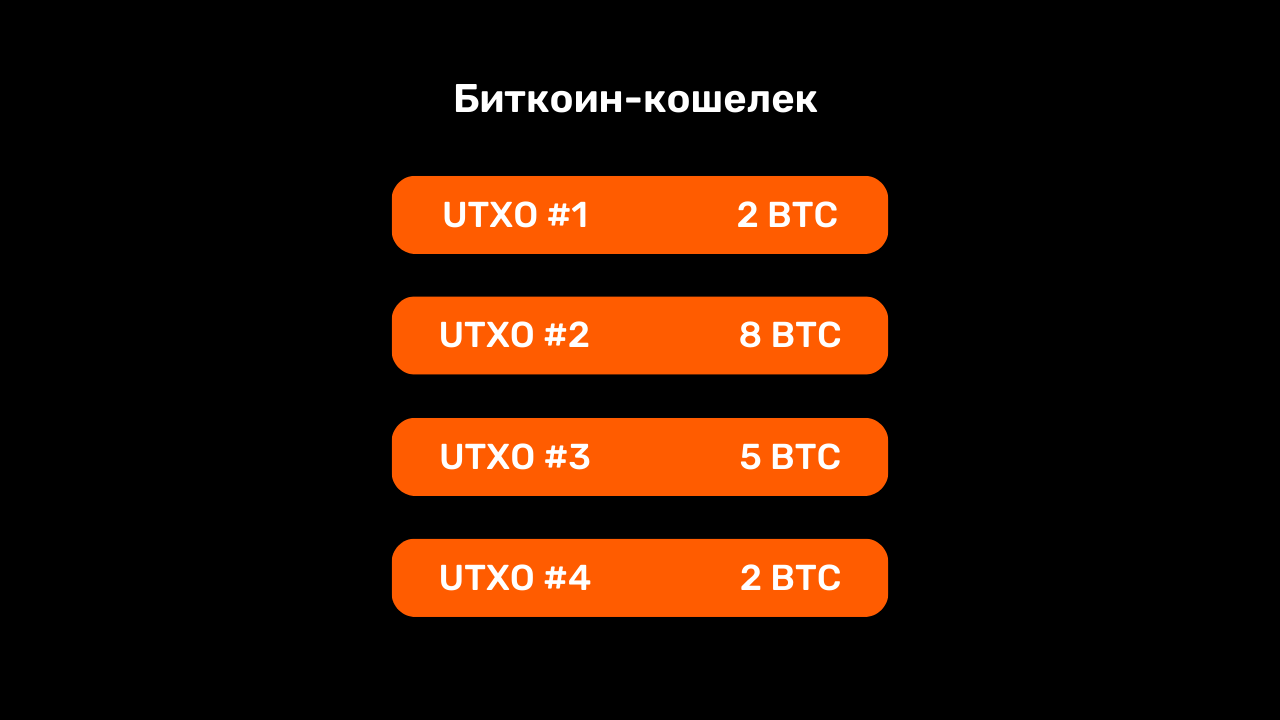 Биткоин-кошелек
UTXO #1 2 BTC
UTXO #2 8 BTC
UTXO #3 5 BTC
UTXO #4 2 BTC